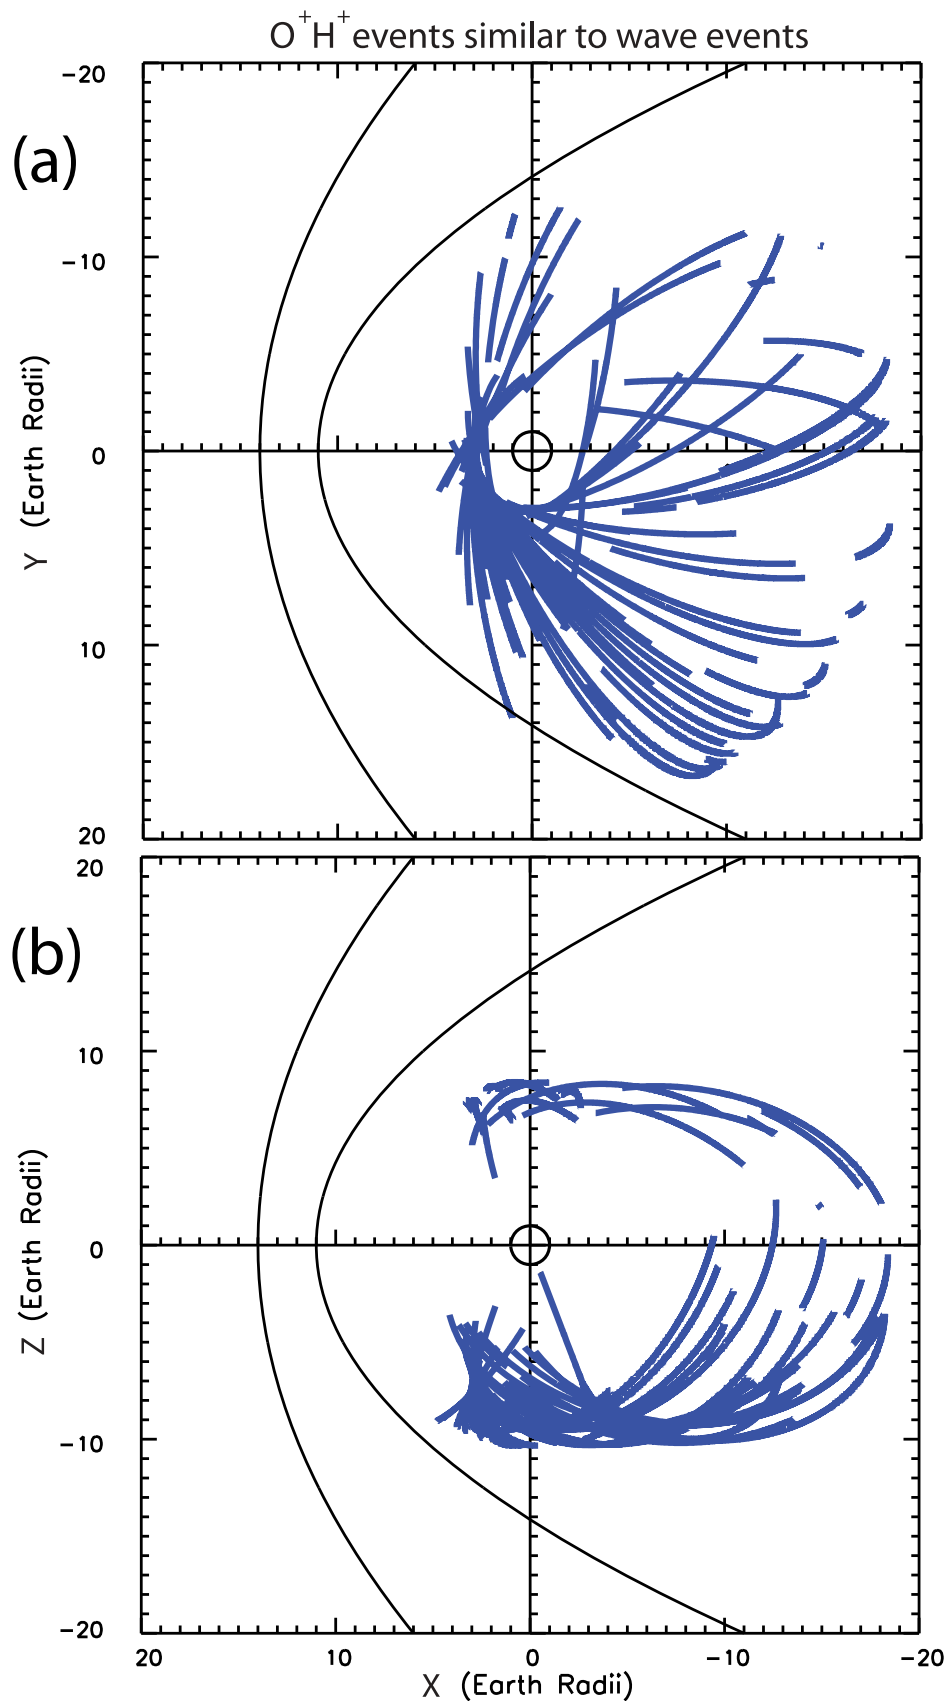 O⁺H⁺ events similar to wave events
(a)
-20
-10
0
10
20
Y (Earth Radii)
(b)
20
10
0
-10
-20
Z (Earth Radii)
20 10 0 -10 -20
X (Earth Radii)